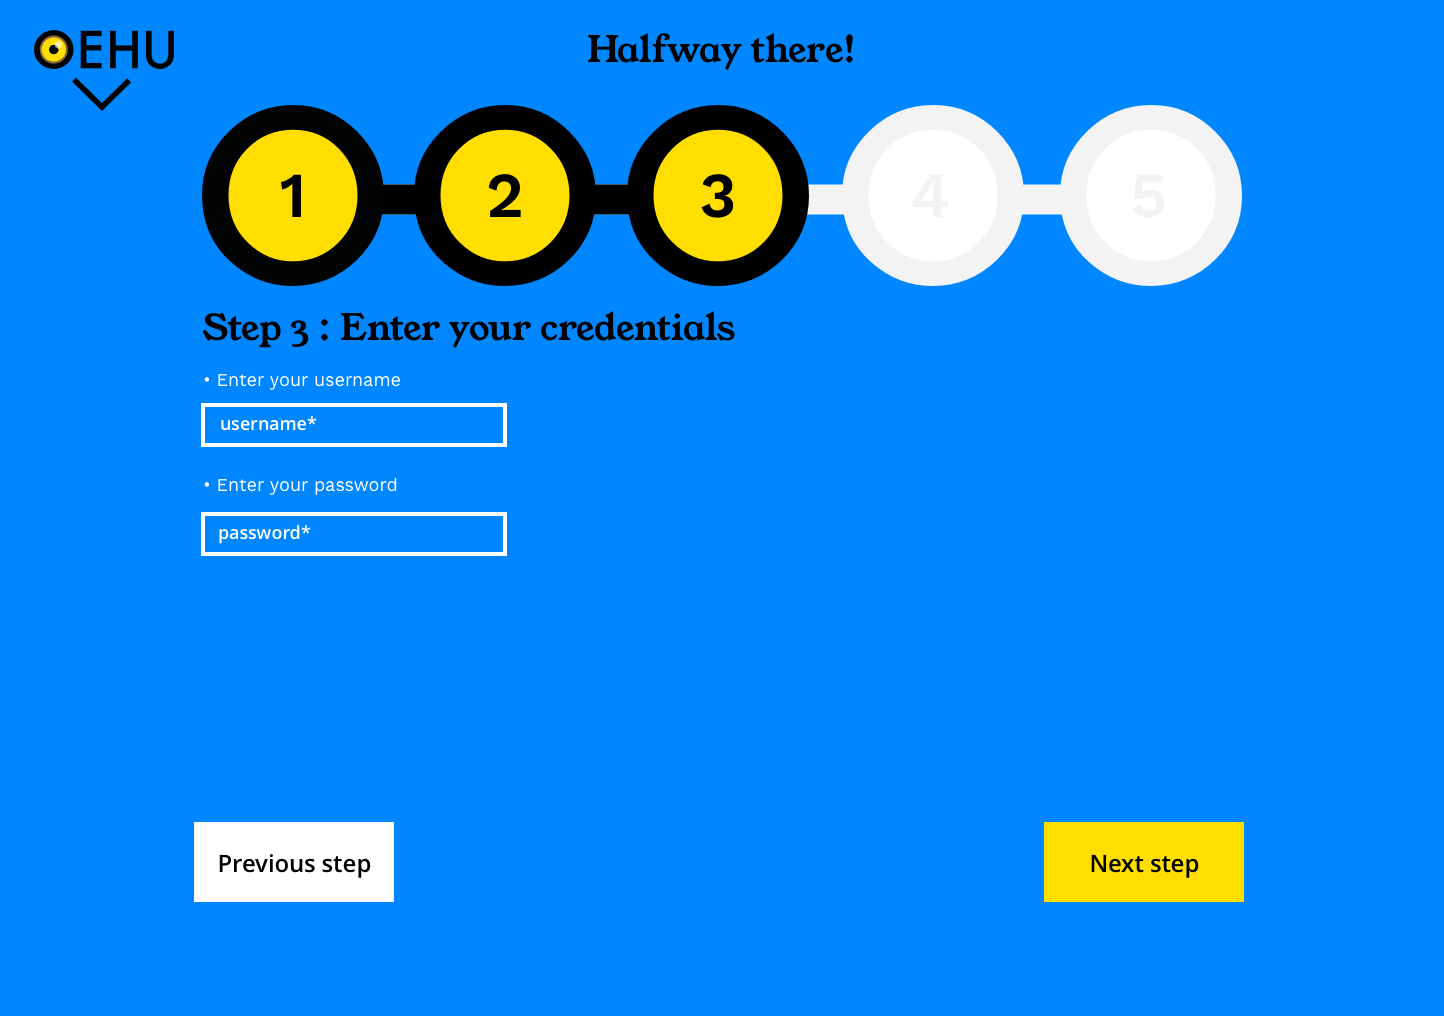 OEHU
Halfway there!
1 2 3 4 5
Step 3 : Enter your credentials
• Enter your username
username*
• Enter your password
password*
Previous step
Next step